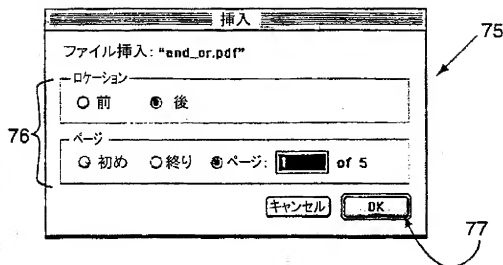 挿入
75
ファイル挿入: “end_or.pdf”
ロケーション
前 後
76
ページ
初め 終り ページ: 1 of 5
キャンセル OK
77